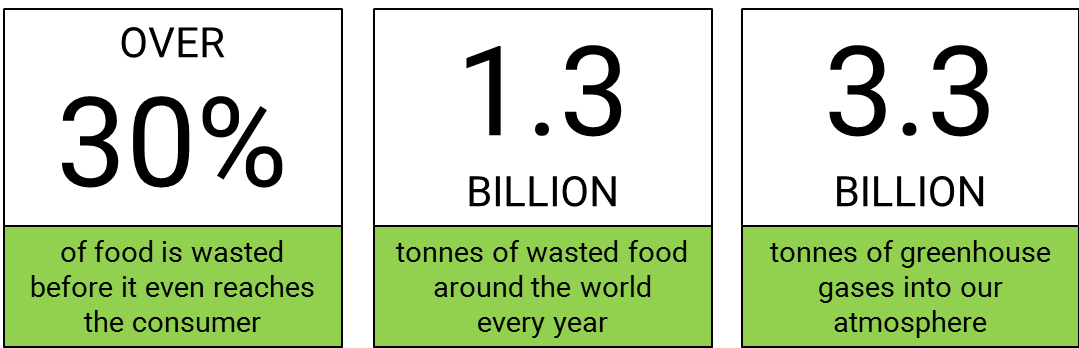 OVER
30%
of food is wasted
before it even reaches
the consumer
1.3
BILLION
tonnes of wasted food
around the world
every year
3.3
BILLION
tonnes of greenhouse
gases into our
atmosphere